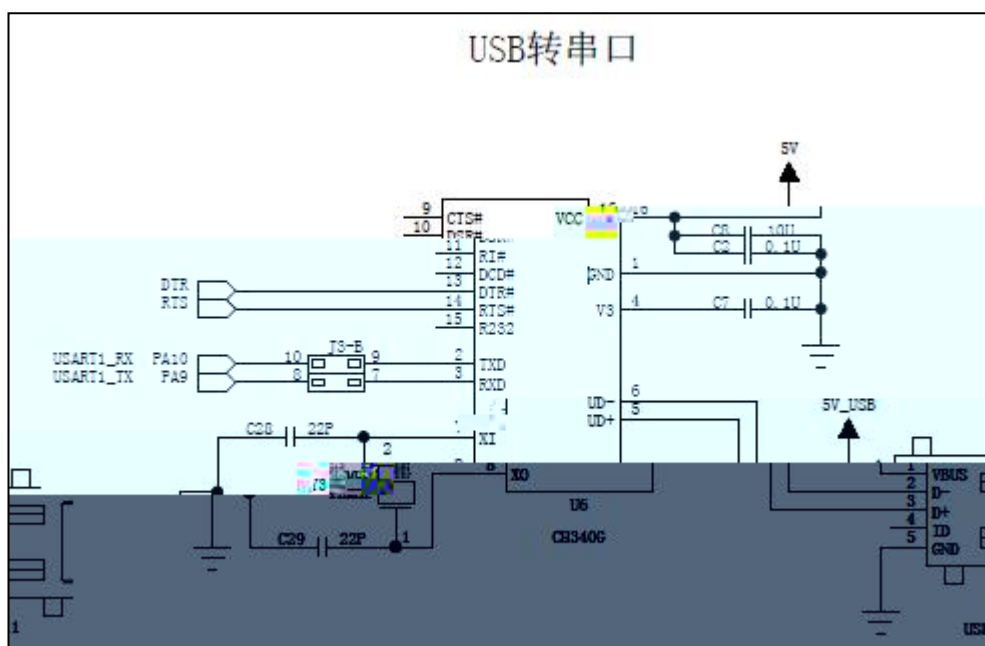 USB转串口
5V
9 CTS# VCC
10
C8 10U
11 C2 0.1U
12 RI# 1
DCD# GND
DTR 13 DTR#
RTS 14 RTS# V3 4 C7 0.1U
15 R232
J3-B
USART1_RX PA10 10 9 2 TXD
USART1_TX PA9 8 7 3 RXD
UD- 6
UD+ 5 5V_USB
C28 22P XI
2
XO 1 VBUS
2 D-
U6 3 D+
4 ID
C29 22P 1 CH340G 5 GND
1